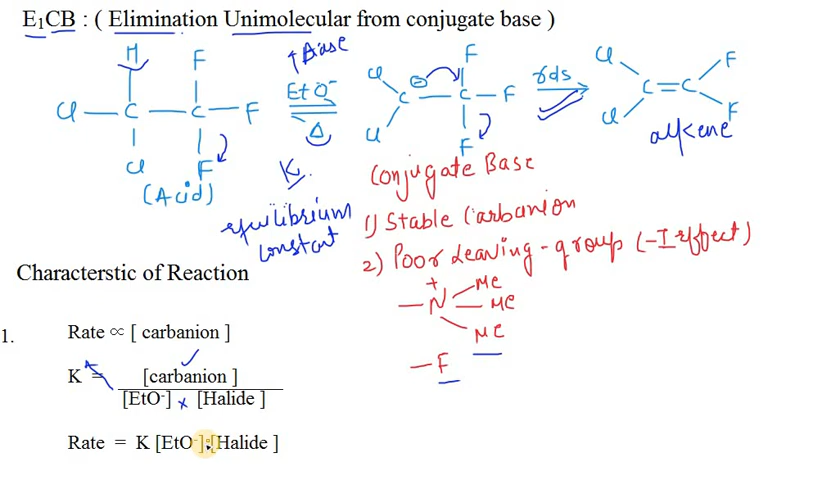 E1CB : ( Elimination Unimolecular from conjugate base )
H F
Cl — C — C — F
Cl F
(Acid)
↑Base
EtO⁻
Δ
K
equilibrium
constant
Cl ⊖ F
C — C — F
Cl F
rds
Cl F
C = C
Cl F
alkene
Conjugate Base
1) Stable Carbanion
2) Poor Leaving-group (-I effect)
+ Me
— N — Me
Me
— F
Characterstic of Reaction
1. Rate ∝ [ carbanion ]
K = [carbanion ]
[EtO⁻] × [Halide ]
Rate = K [EtO⁻] [Halide ]